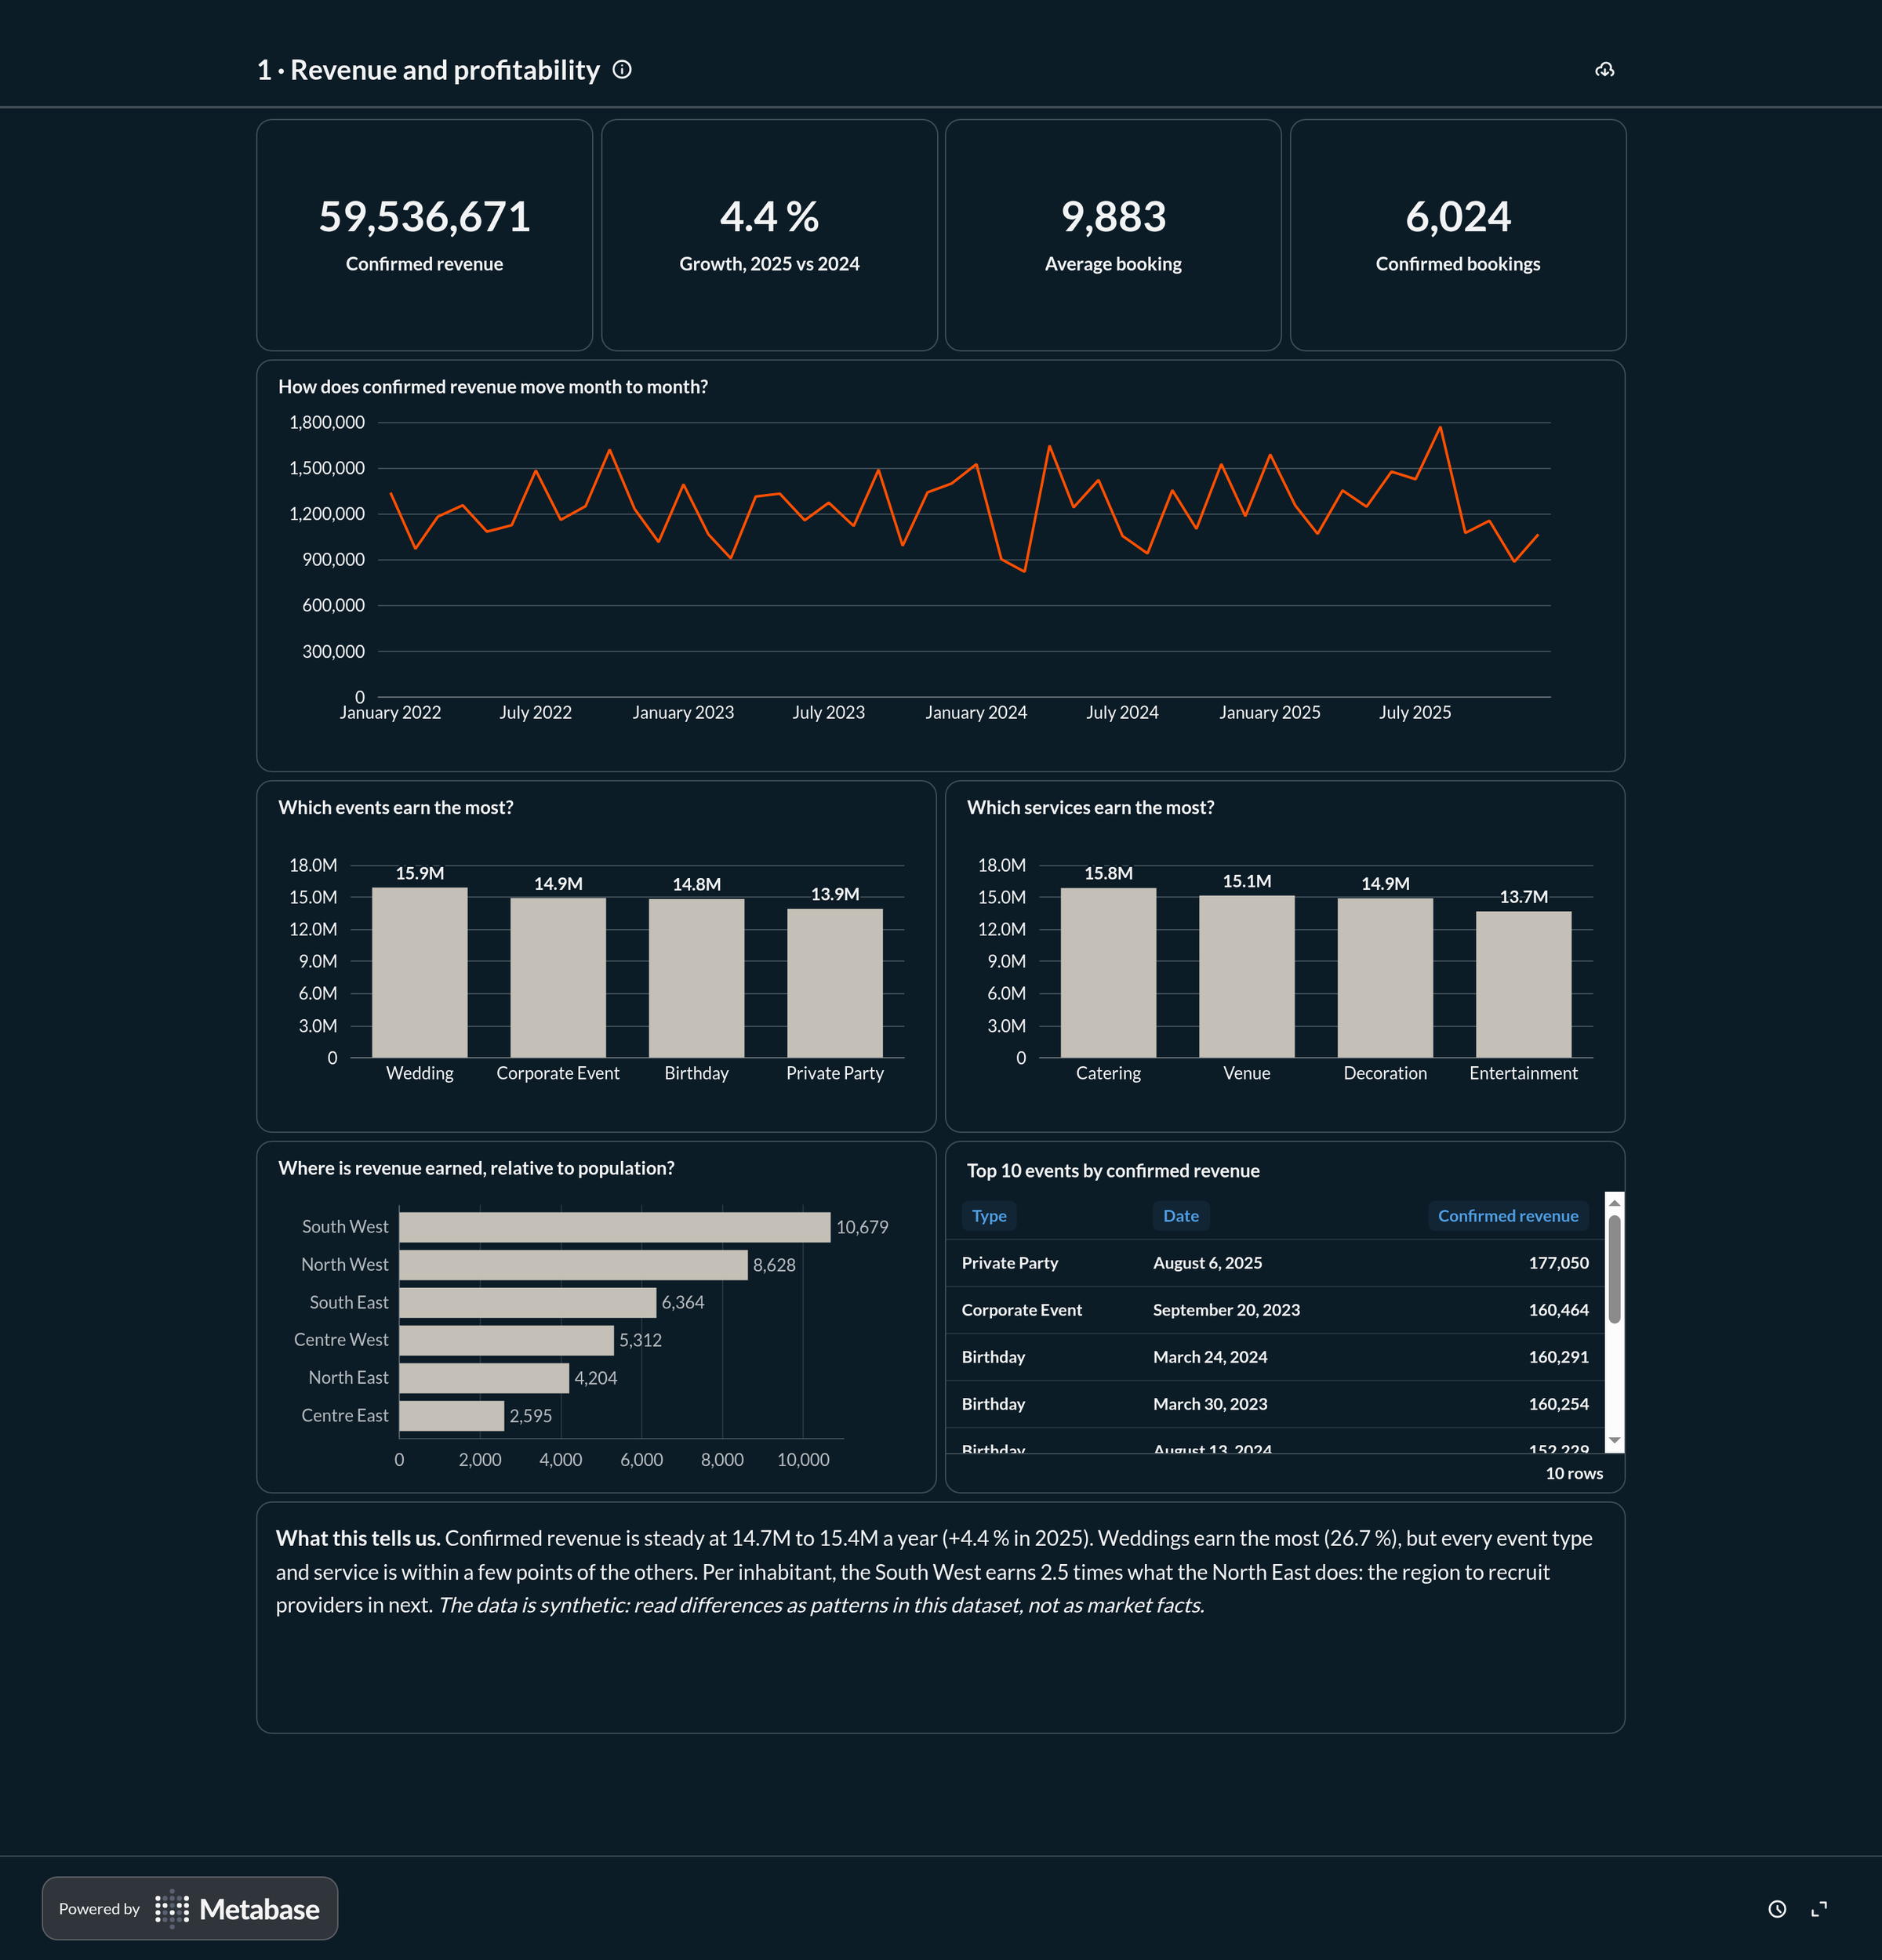 1 · Revenue and profitability
59,536,671
Confirmed revenue
4.4 %
Growth, 2025 vs 2024
9,883
Average booking
6,024
Confirmed bookings
How does confirmed revenue move month to month?
1,800,000
1,500,000
1,200,000
900,000
600,000
300,000
0
January 2022 July 2022 January 2023 July 2023 January 2024 July 2024 January 2025 July 2025
Which events earn the most?
18.0M
15.0M
12.0M
9.0M
6.0M
3.0M
0
15.9M 14.9M 14.8M 13.9M
Wedding Corporate Event Birthday Private Party
Which services earn the most?
18.0M
15.0M
12.0M
9.0M
6.0M
3.0M
0
15.8M 15.1M 14.9M 13.7M
Catering Venue Decoration Entertainment
Where is revenue earned, relative to population?
South West 10,679
North West 8,628
South East 6,364
Centre West 5,312
North East 4,204
Centre East 2,595
0 2,000 4,000 6,000 8,000 10,000
Top 10 events by confirmed revenue
Type Date Confirmed revenue
Private Party August 6, 2025 177,050
Corporate Event September 20, 2023 160,464
Birthday March 24, 2024 160,291
Birthday March 30, 2023 160,254
Birthday August 13, 2024 152,229
10 rows
What this tells us. Confirmed revenue is steady at 14.7M to 15.4M a year (+4.4 % in 2025). Weddings earn the most (26.7 %), but every event type
and service is within a few points of the others. Per inhabitant, the South West earns 2.5 times what the North East does: the region to recruit
providers in next. The data is synthetic: read differences as patterns in this dataset, not as market facts.
Powered by Metabase